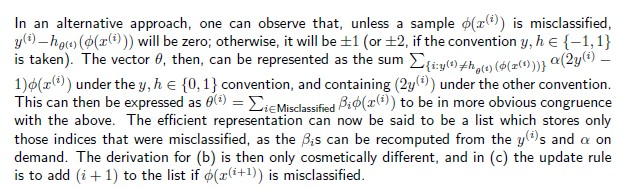 In an alternative approach, one can observe that, unless a sample ϕ(x⁽ⁱ⁾) is misclassified,
y⁽ⁱ⁾−h_{θ⁽ⁱ⁾}(ϕ(x⁽ⁱ⁾)) will be zero; otherwise, it will be ±1 (or ±2, if the convention y, h ∈ {−1, 1}
is taken). The vector θ, then, can be represented as the sum ∑_{{i:y⁽ⁱ⁾≠h_{θ⁽ⁱ⁾}(ϕ(x⁽ⁱ⁾))}} α(2y⁽ⁱ⁾ −
1)ϕ(x⁽ⁱ⁾) under the y, h ∈ {0, 1} convention, and containing (2y⁽ⁱ⁾) under the other convention.
This can then be expressed as θ⁽ⁱ⁾ = ∑_{i∈Misclassified} β_iϕ(x⁽ⁱ⁾) to be in more obvious congruence
with the above. The efficient representation can now be said to be a list which stores only
those indices that were misclassified, as the β_is can be recomputed from the y⁽ⁱ⁾s and α on
demand. The derivation for (b) is then only cosmetically different, and in (c) the update rule
is to add (i + 1) to the list if ϕ(x⁽ⁱ⁺¹⁾) is misclassified.